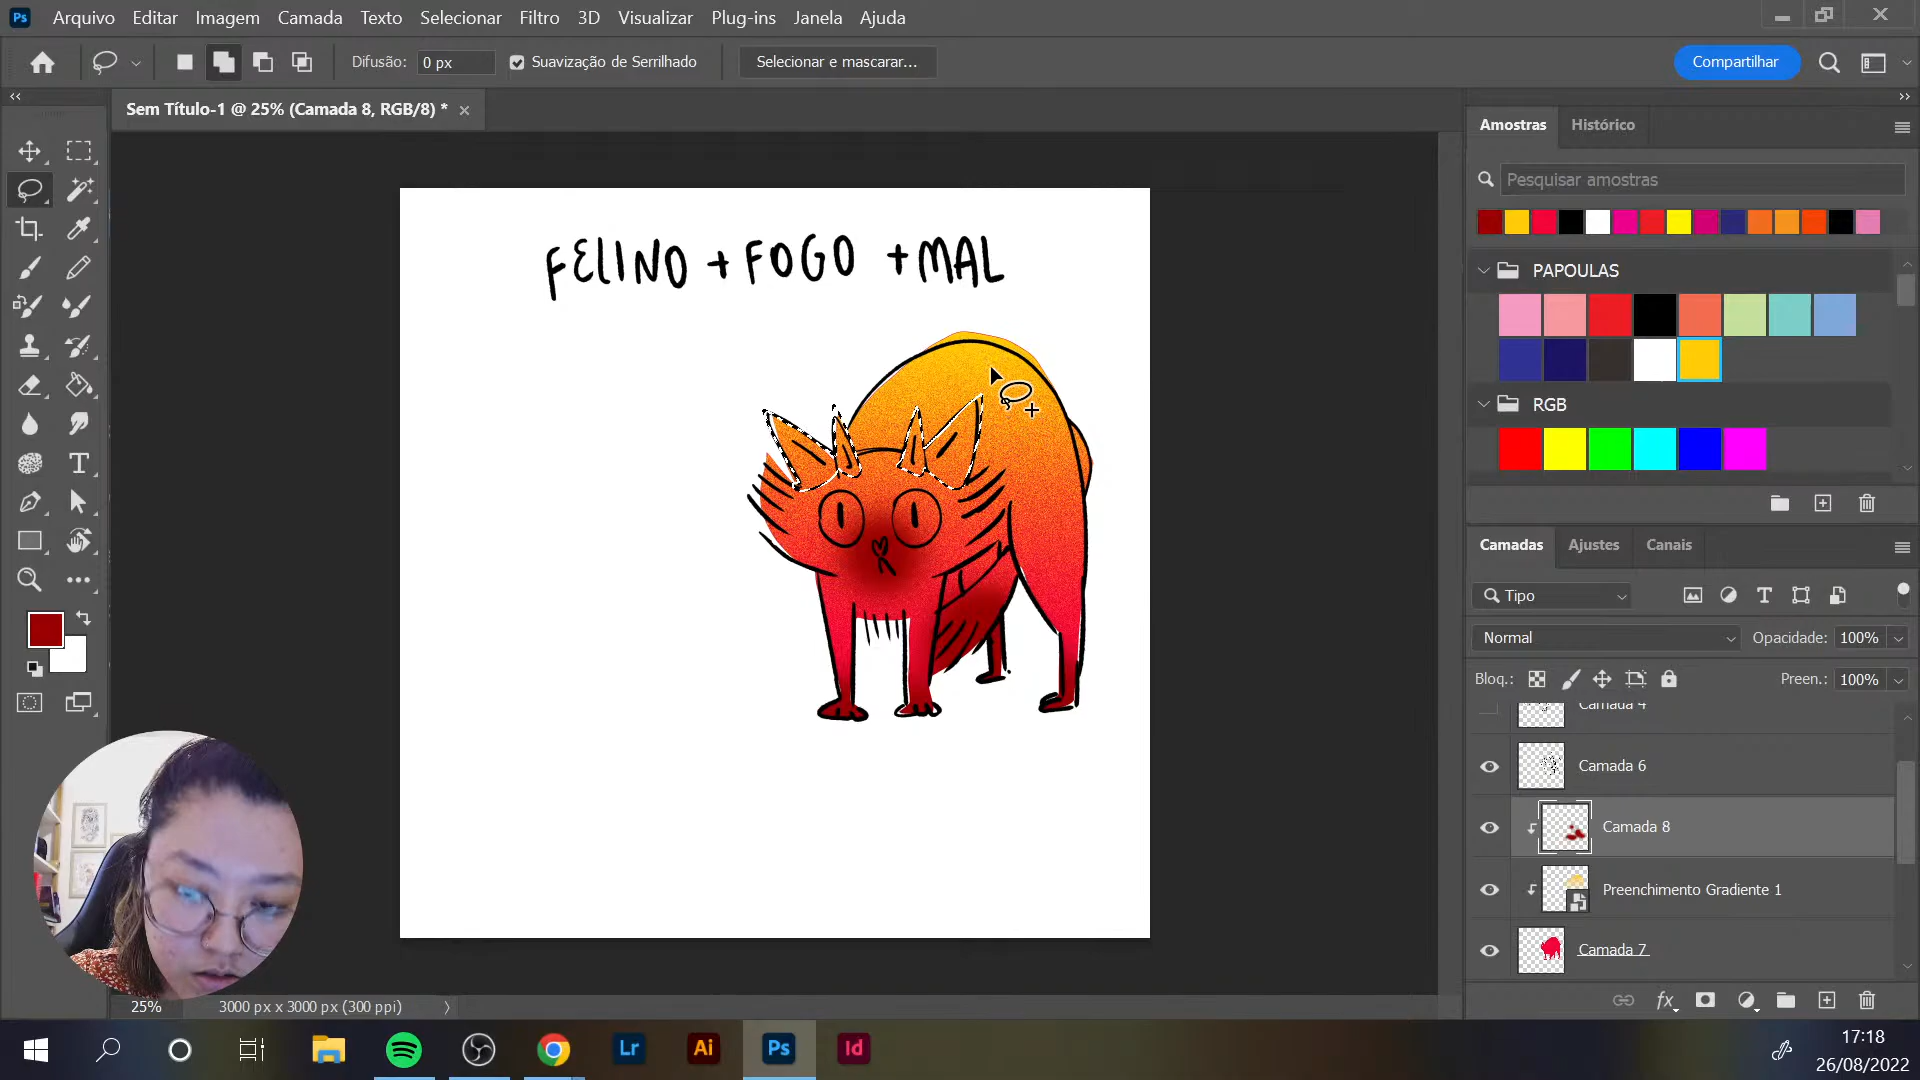 Ps Arquivo Editar Imagem Camada Texto Selecionar Filtro 3D Visualizar Plug-ins Janela Ajuda
Difusão: 0 px Suavização de Serrilhado Selecionar e mascarar... Compartilhar
Sem Título-1 @ 25% (Camada 8, RGB/8) *
Amostras Histórico
Pesquisar amostras
FELINO + FOGO + MAL
PAPOULAS
RGB
Camadas Ajustes Canais
Tipo
Normal Opacidade: 100%
Bloq.: Preen.: 100%
Camada 4
Camada 6
Camada 8
Preenchimento Gradiente 1
Camada 7
25% 3000 px x 3000 px (300 ppi)
fx
Lr Ai Ps Id
17:18
26/08/2022